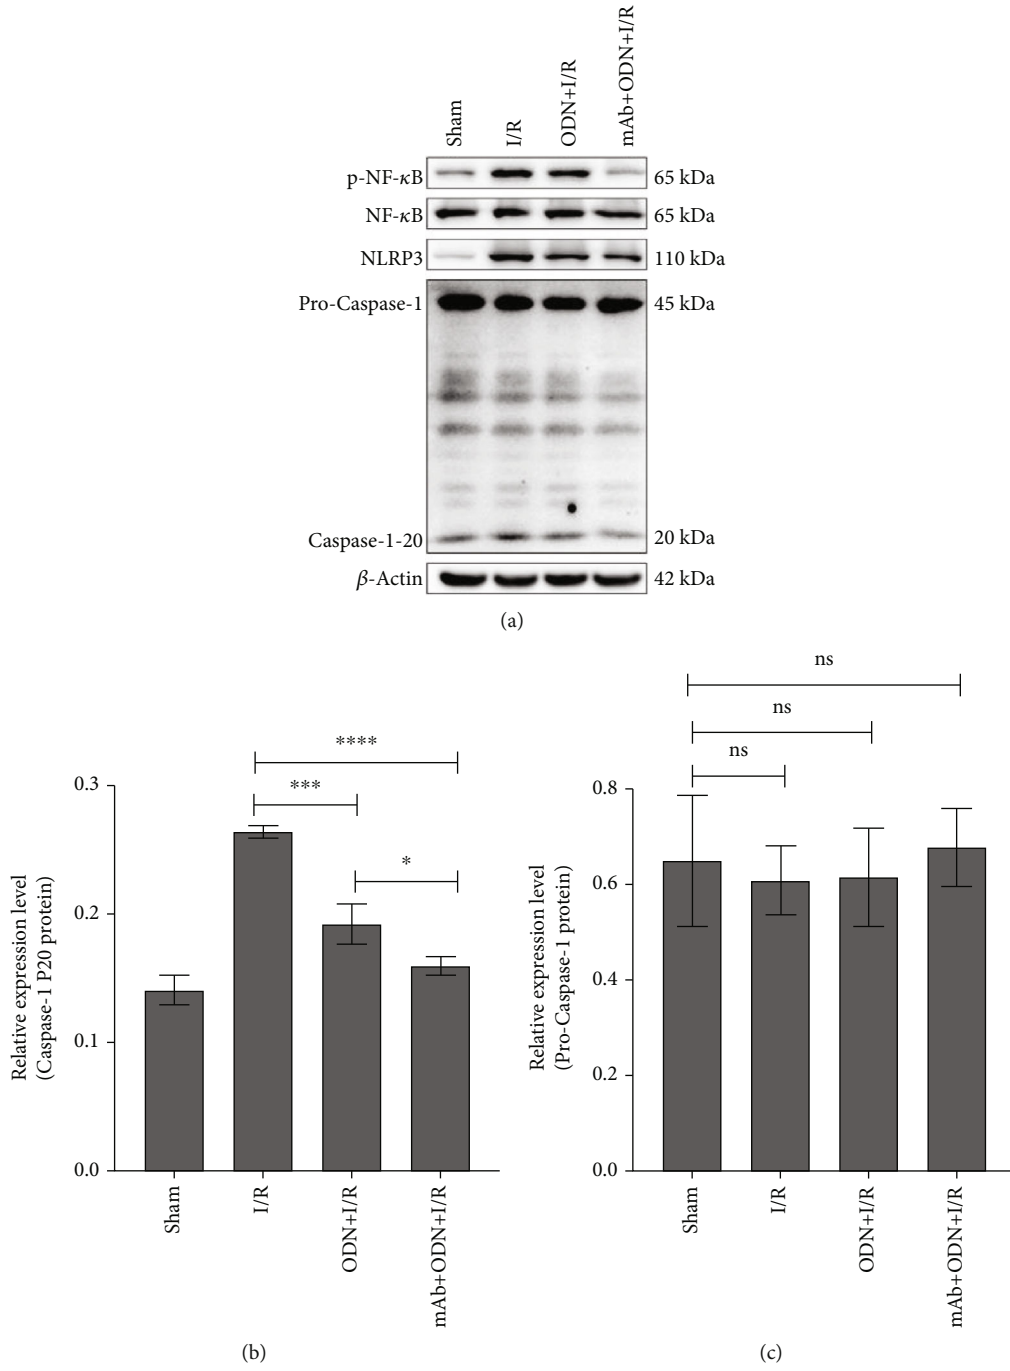 Sham
I/R
ODN+I/R
mAb+ODN+I/R
p-NF-κB 65 kDa
NF-κB 65 kDa
NLRP3 110 kDa
Pro-Caspase-1 45 kDa
Caspase-1-20 20 kDa
β-Actin 42 kDa
(a)
****
***
*
0.3
0.2
0.1
0.0
Relative expression level
(Caspase-1 P20 protein)
Sham
I/R
ODN+I/R
mAb+ODN+I/R
(b)
ns
ns
ns
0.8
0.6
0.4
0.2
0.0
Relative expression level
(Pro-Caspase-1 protein)
Sham
I/R
ODN+I/R
mAb+ODN+I/R
(c)